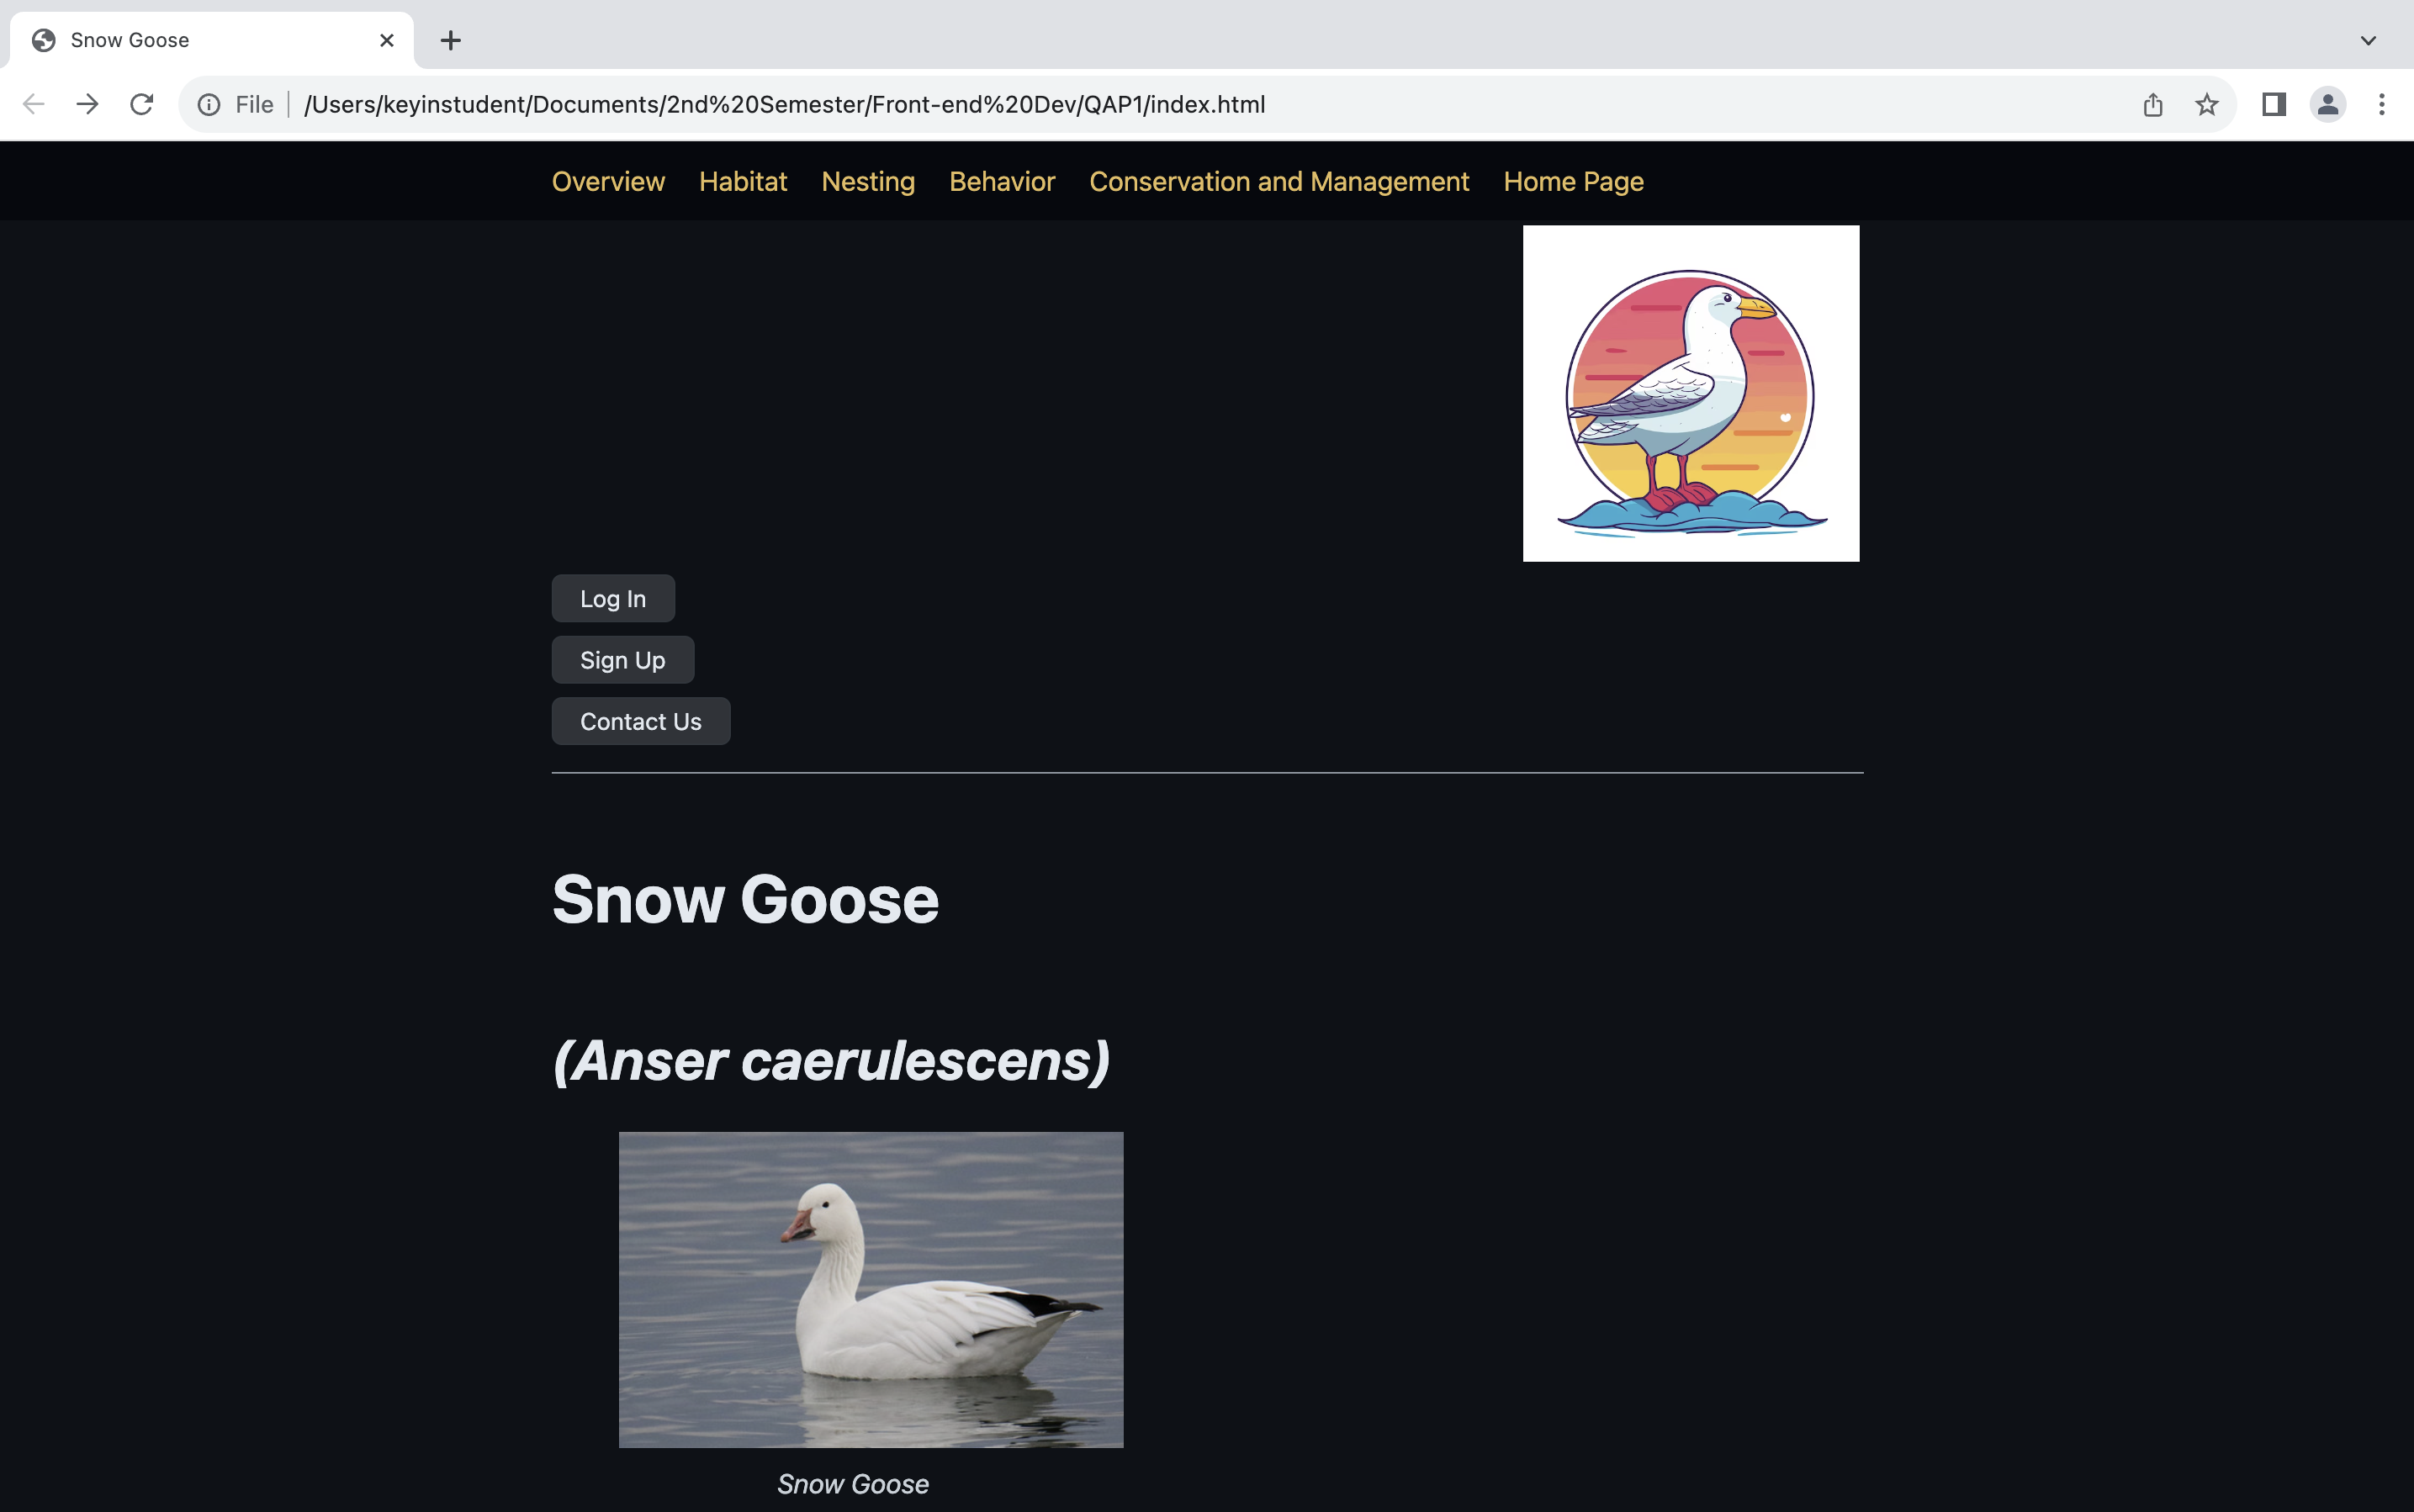 Snow Goose
File /Users/keyinstudent/Documents/2nd%20Semester/Front-end%20Dev/QAP1/index.html
Overview Habitat Nesting Behavior Conservation and Management Home Page
Log In
Sign Up
Contact Us
Snow Goose
(Anser caerulescens)
Snow Goose